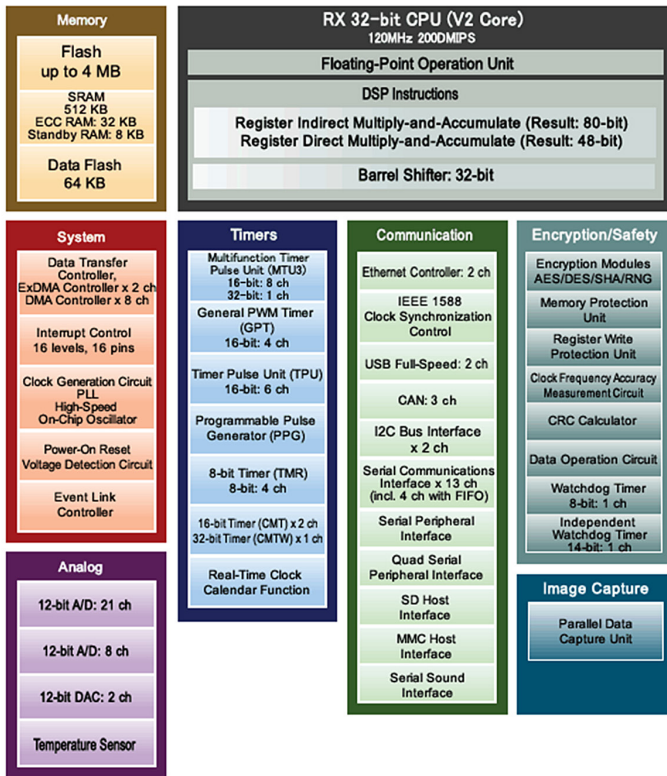 Memory
Flash
up to 4 MB
SRAM
512 KB
ECC RAM: 32 KB
Standby RAM: 8 KB
Data Flash
64 KB
RX 32-bit CPU (V2 Core)
120MHz 200DMIPS
Floating-Point Operation Unit
DSP Instructions
Register Indirect Multiply-and-Accumulate (Result: 80-bit)
Register Direct Multiply-and-Accumulate (Result: 48-bit)
Barrel Shifter: 32-bit
System
Data Transfer
Controller,
ExDMA Controller x 2 ch
DMA Controller x 8 ch
Interrupt Control
16 levels, 16 pins
Clock Generation Circuit
PLL
High-Speed
On-Chip Oscillator
Power-On Reset
Voltage Detection Circuit
Event Link
Controller
Analog
12-bit A/D: 21 ch
12-bit A/D: 8 ch
12-bit DAC: 2 ch
Temperature Sensor
Timers
Multifunction Timer
Pulse Unit (MTU3)
16-bit: 8 ch
32-bit: 1 ch
General PWM Timer
(GPT)
16-bit: 4 ch
Timer Pulse Unit (TPU)
16-bit: 6 ch
Programmable Pulse
Generator (PPG)
8-bit Timer (TMR)
8-bit: 4 ch
16-bit Timer (CMT) x 2 ch
32-bit Timer (CMTW) x 1 ch
Real-Time Clock
Calendar Function
Communication
Ethernet Controller: 2 ch
IEEE 1588
Clock Synchronization
Control
USB Full-Speed: 2 ch
CAN: 3 ch
I2C Bus Interface
x 2 ch
Serial Communications
Interface x 13 ch
(incl. 4 ch with FIFO)
Serial Peripheral
Interface
Quad Serial
Peripheral Interface
SD Host
Interface
MMC Host
Interface
Serial Sound
Interface
Encryption/Safety
Encryption Modules
AES/DES/SHA/RNG
Memory Protection
Unit
Register Write
Protection Unit
Clock Frequency Accuracy
Measurement Circuit
CRC Calculator
Data Operation Circuit
Watchdog Timer
8-bit: 1 ch
Independent
Watchdog Timer
14-bit: 1 ch
Image Capture
Parallel Data
Capture Unit